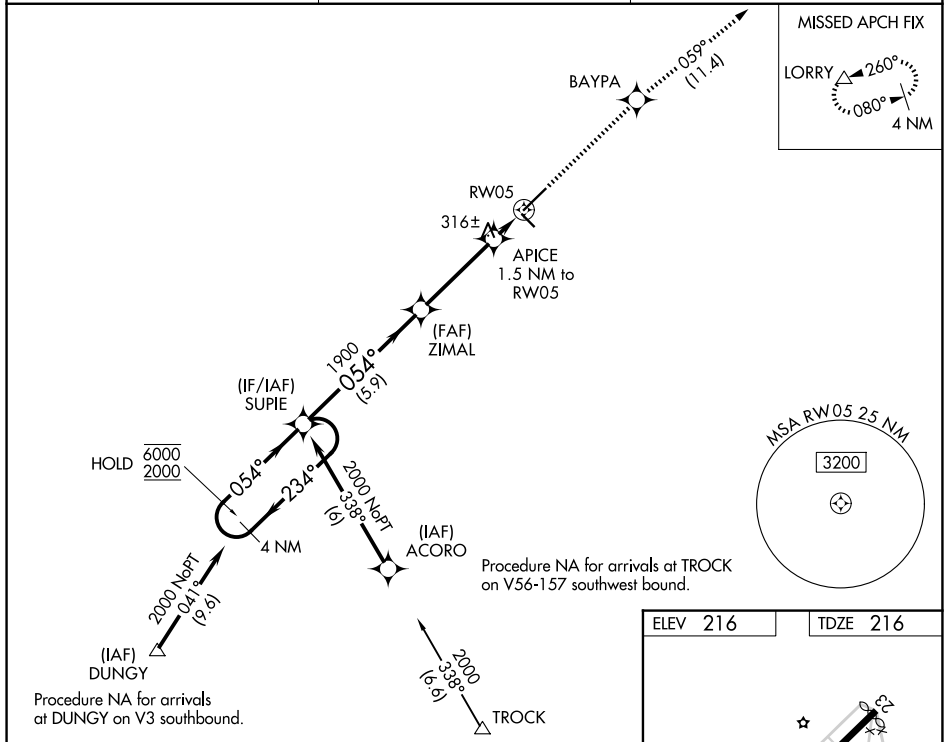 MISSED APCH FIX
LORRY
260°
080°
4 NM
059°
(11.4)
BAYPA
RW05
316±
APICE
1.5 NM to
RW05
(FAF)
ZIMAL
1900
054°
(5.9)
(IF/IAF)
SUPIE
HOLD
6000
2000
054°
234°
4 NM
2000 NoPT
338°
(6)
(IAF)
ACORO
MSA RW05 25 NM
3200
Procedure NA for arrivals at TROCK
on V56-157 southwest bound.
2000 NoPT
041°
(9.6)
(IAF)
DUNGY
Procedure NA for arrivals
at DUNGY on V3 southbound.
2000
338°
(6.6)
TROCK
ELEV 216
TDZE 216
23